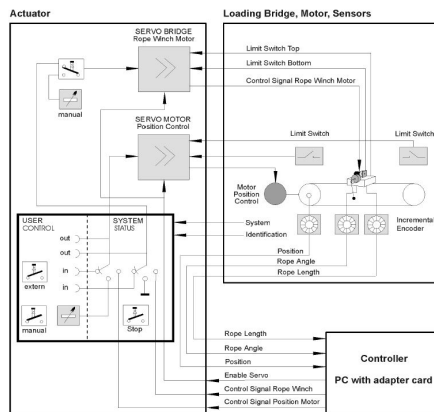 Actuator
Loading Bridge, Motor, Sensors
SERVO BRIDGE
Rope Winch Motor
Limit Switch Top
Limit Switch Bottom
Control Signal Rope Winch Motor
manual
SERVO MOTOR
Position Control
Limit Switch
Limit Switch
Motor
Position
Control
USER
CONTROL
SYSTEM
STATUS
System
Identification
Incremental
Encoder
out
out
in
in
extern
manual
Stop
Position
Rope Angle
Rope Length
Rope Length
Rope Angle
Position
Enable Servo
Control Signal Rope Winch
Control Signal Position Motor
Controller
PC with adapter card